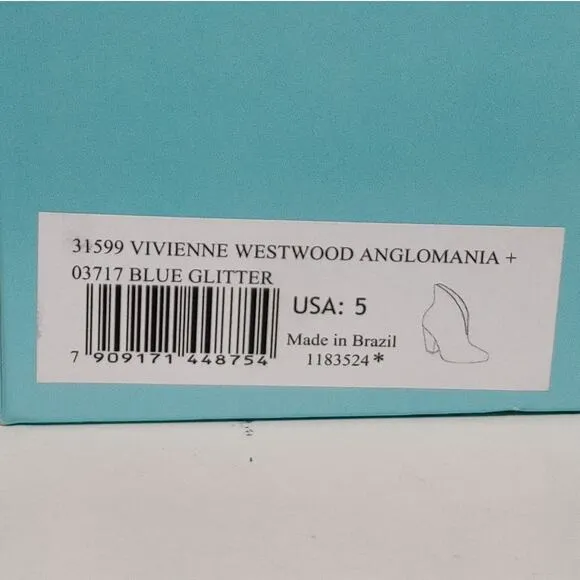 31599 VIVIENNE WESTWOOD ANGLOMANIA +
03717 BLUE GLITTER
USA: 5
Made in Brazil
7 909171 448754
1183524*